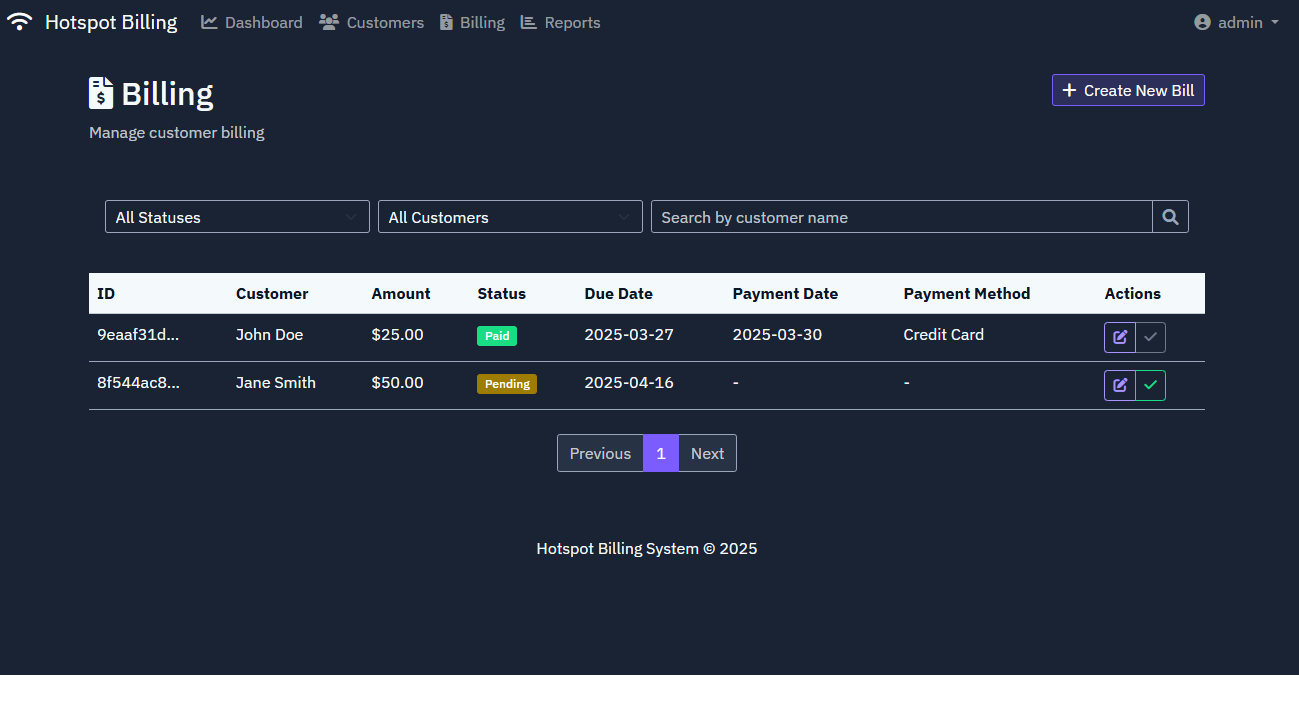 Hotspot Billing Dashboard Customers Billing Reports admin
Billing
Create New Bill
Manage customer billing
All Statuses All Customers Search by customer name
ID Customer Amount Status Due Date Payment Date Payment Method Actions
9eaaf31d... John Doe $25.00 Paid 2025-03-27 2025-03-30 Credit Card
8f544ac8... Jane Smith $50.00 Pending 2025-04-16 - -
Previous 1 Next
Hotspot Billing System © 2025